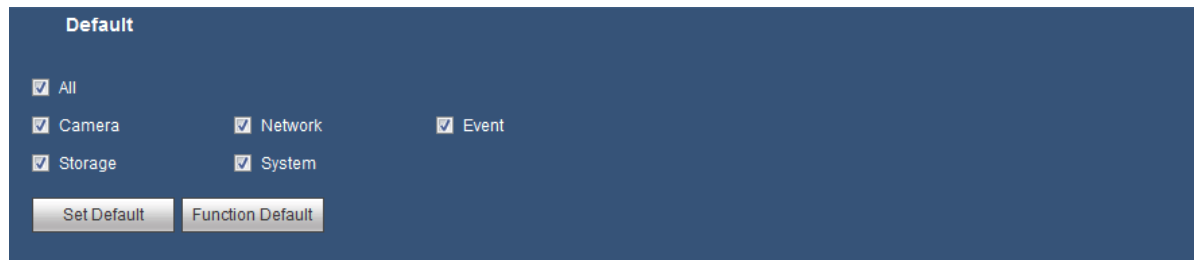 Default
All
Camera Network Event
Storage System
Set Default Function Default